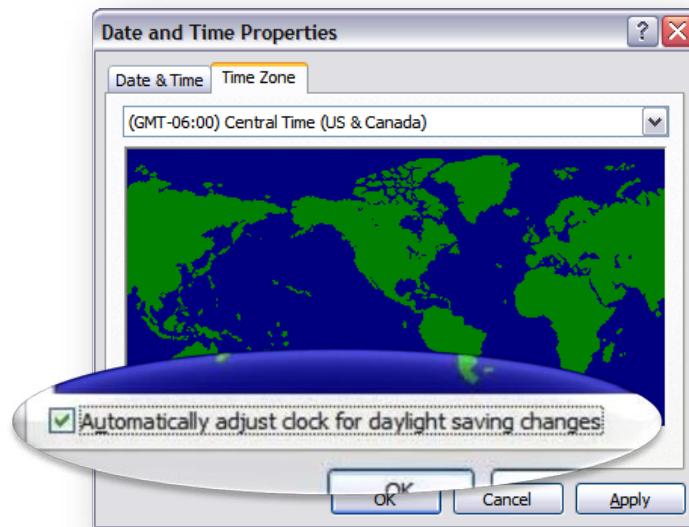 Date and Time Properties
?
Date & Time Time Zone
(GMT-06:00) Central Time (US & Canada)
Automatically adjust clock for daylight saving changes
OK
OK Cancel Apply